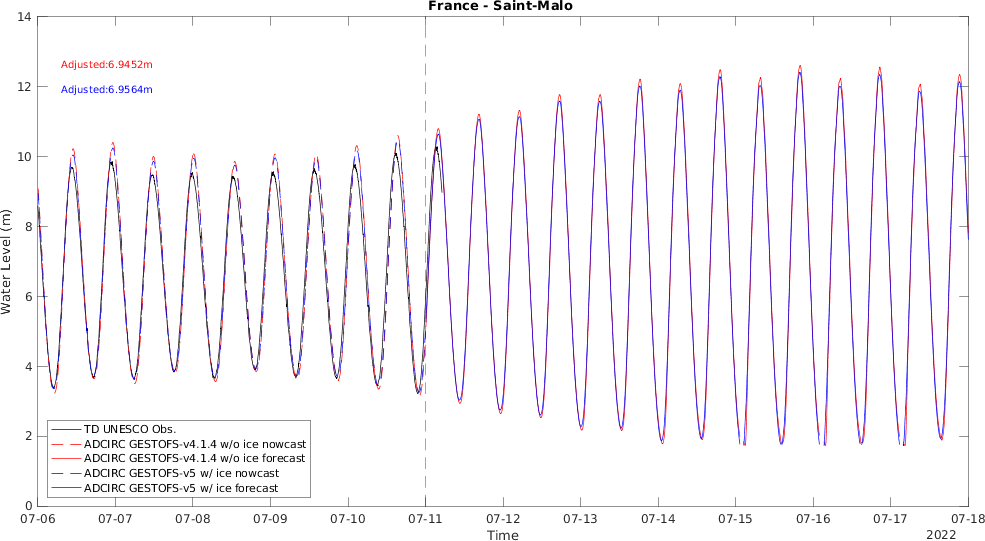 France - Saint-Malo
14
12
10
8
6
4
2
0
Water Level (m)
Adjusted:6.9452m
Adjusted:6.9564m
TD UNESCO Obs.
ADCIRC GESTOFS-v4.1.4 w/o ice nowcast
ADCIRC GESTOFS-v4.1.4 w/o ice forecast
ADCIRC GESTOFS-v5 w/ ice nowcast
ADCIRC GESTOFS-v5 w/ ice forecast
07-06 07-07 07-08 07-09 07-10 07-11 07-12 07-13 07-14 07-15 07-16 07-17 07-18
Time
2022